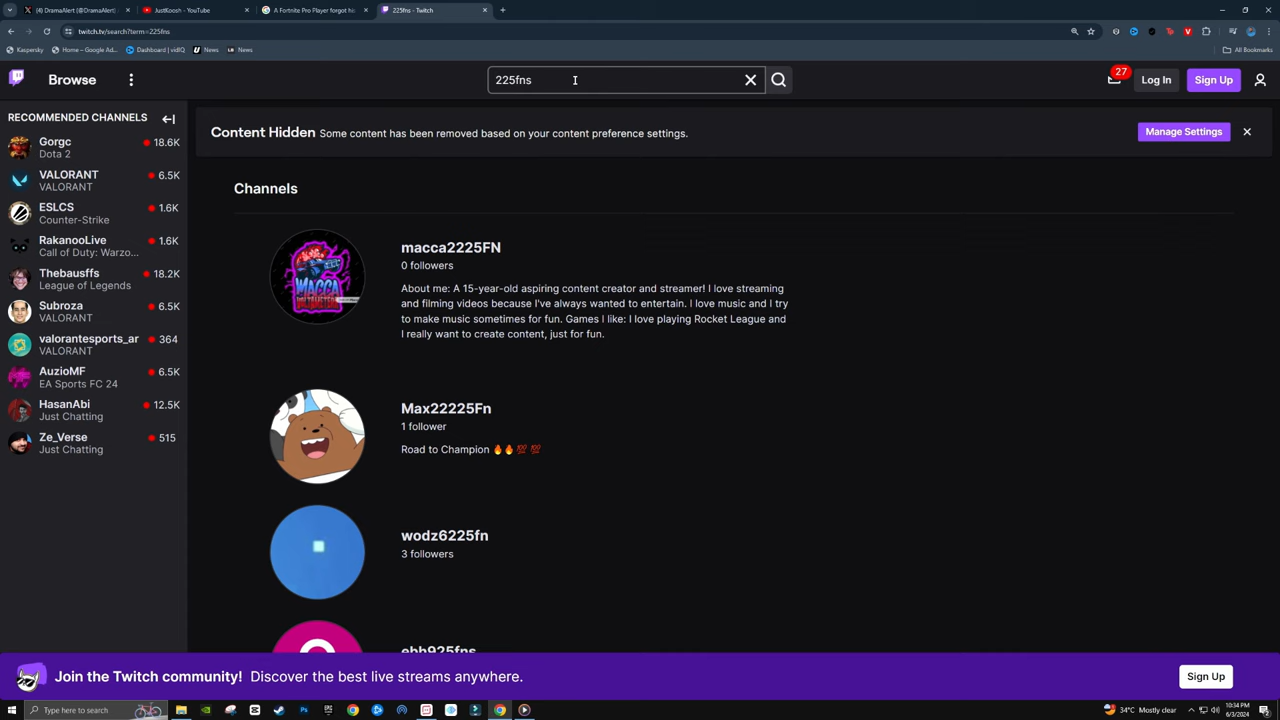 (4) DramaAlert (@DramaAlert)
JustKoosh - YouTube
A Fortnite Pro Player forgot hi
225fns - Twitch
twitch.tv/search?term=225fns
Kaspersky
Home – Google Ad...
Dashboard | vidIQ
News
News
All Bookmarks
Browse
225fns
27
Log In
Sign Up
RECOMMENDED CHANNELS
Gorgc
18.6K
Dota 2
VALORANT
6.5K
VALORANT
ESLCS
1.6K
Counter-Strike
RakanooLive
1.6K
Call of Duty: Warzo...
Thebausffs
18.2K
League of Legends
Subroza
6.5K
VALORANT
valorantesports_ar
364
VALORANT
AuzioMF
6.5K
EA Sports FC 24
HasanAbi
12.5K
Just Chatting
Ze_Verse
515
Just Chatting
Content Hidden Some content has been removed based on your content preference settings.
Manage Settings
Channels
MACCA
macca2225FN
0 followers
About me: A 15-year-old aspiring content creator and streamer! I love streaming
and filming videos because I've always wanted to entertain. I love music and I try
to make music sometimes for fun. Games I like: I love playing Rocket League and
I really want to create content, just for fun.
Max22225Fn
1 follower
Road to Champion 🔥🔥 💯 💯
wodz6225fn
3 followers
ebh925fns
Join the Twitch community! Discover the best live streams anywhere.
Sign Up
Type here to search
34°C Mostly clear
10:34 PM
6/3/2024
2